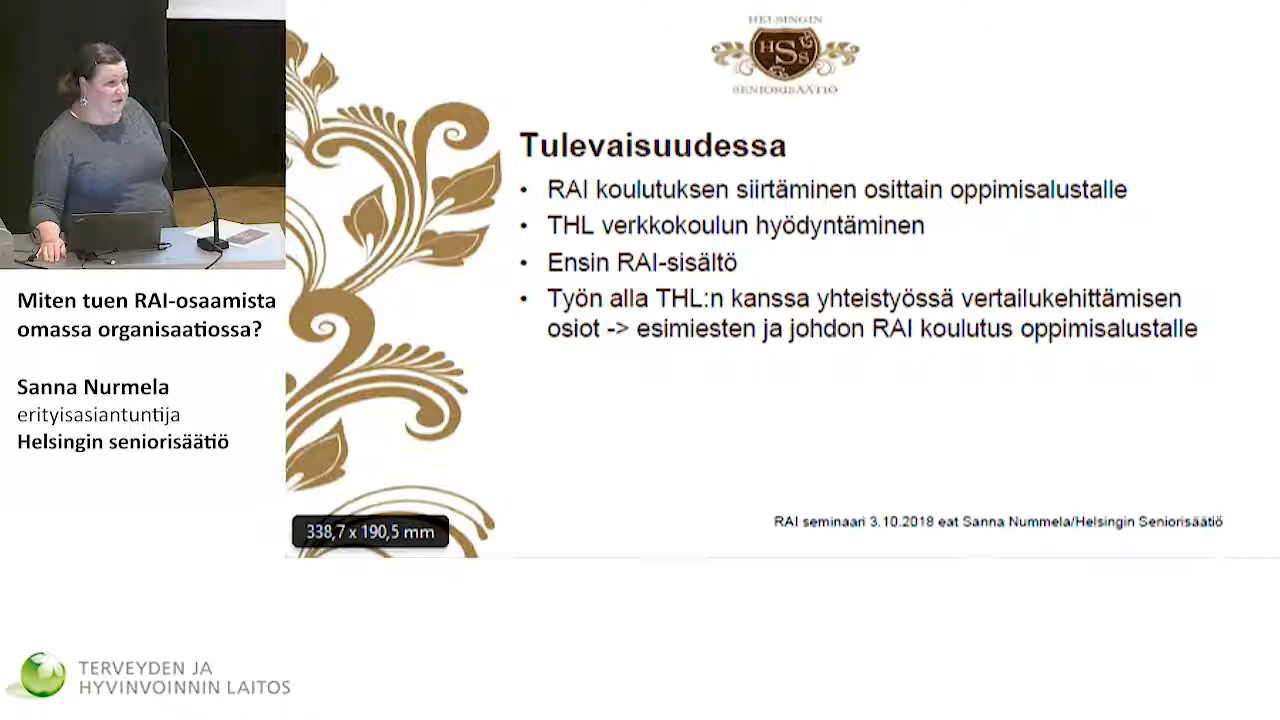 HELSINGIN
HSS
SENIORISÄÄTIÖ
Tulevaisuudessa
• RAI koulutuksen siirtäminen osittain oppimisalustalle
• THL verkkokoulun hyödyntäminen
• Ensin RAI-sisältö
• Työn alla THL:n kanssa yhteistyössä vertailukehittämisen
osiot -> esimiesten ja johdon RAI koulutus oppimisalustalle
RAI seminaari 3.10.2018 eat Sanna Nummela/Helsingin Seniorisäätiö
338,7 x 190,5 mm
Miten tuen RAI-osaamista
omassa organisaatiossa?
Sanna Nurmela
erityisasiantuntija
Helsingin seniorisäätiö
TERVEYDEN JA
HYVINVOINNIN LAITOS